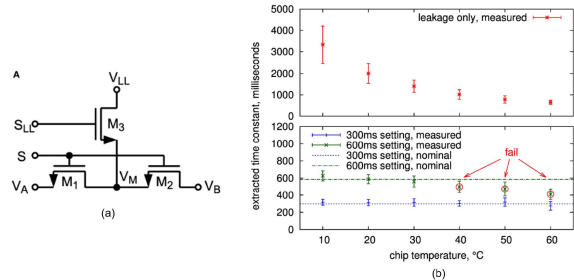 A
V_LL
S_LL
M_3
S
V_M
V_A
M_1
M_2
V_B
(a)
b
extracted time constant, milliseconds
5000
4000
3000
2000
1000
0
leakage only, measured
1200
1000
800
600
400
200
0
300ms setting, measured
600ms setting, measured
300ms setting, nominal
600ms setting, nominal
fail
10 20 30 40 50 60
chip temperature, °C
(b)